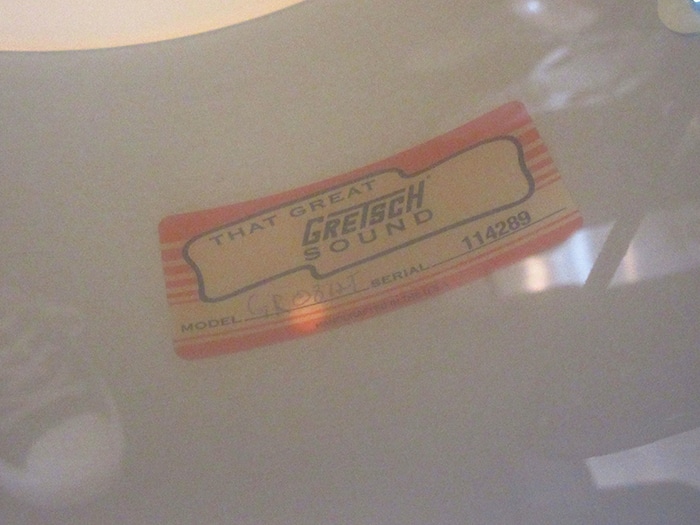 THAT GREAT
GRETSCH
SOUND
MODEL SERIAL 114289